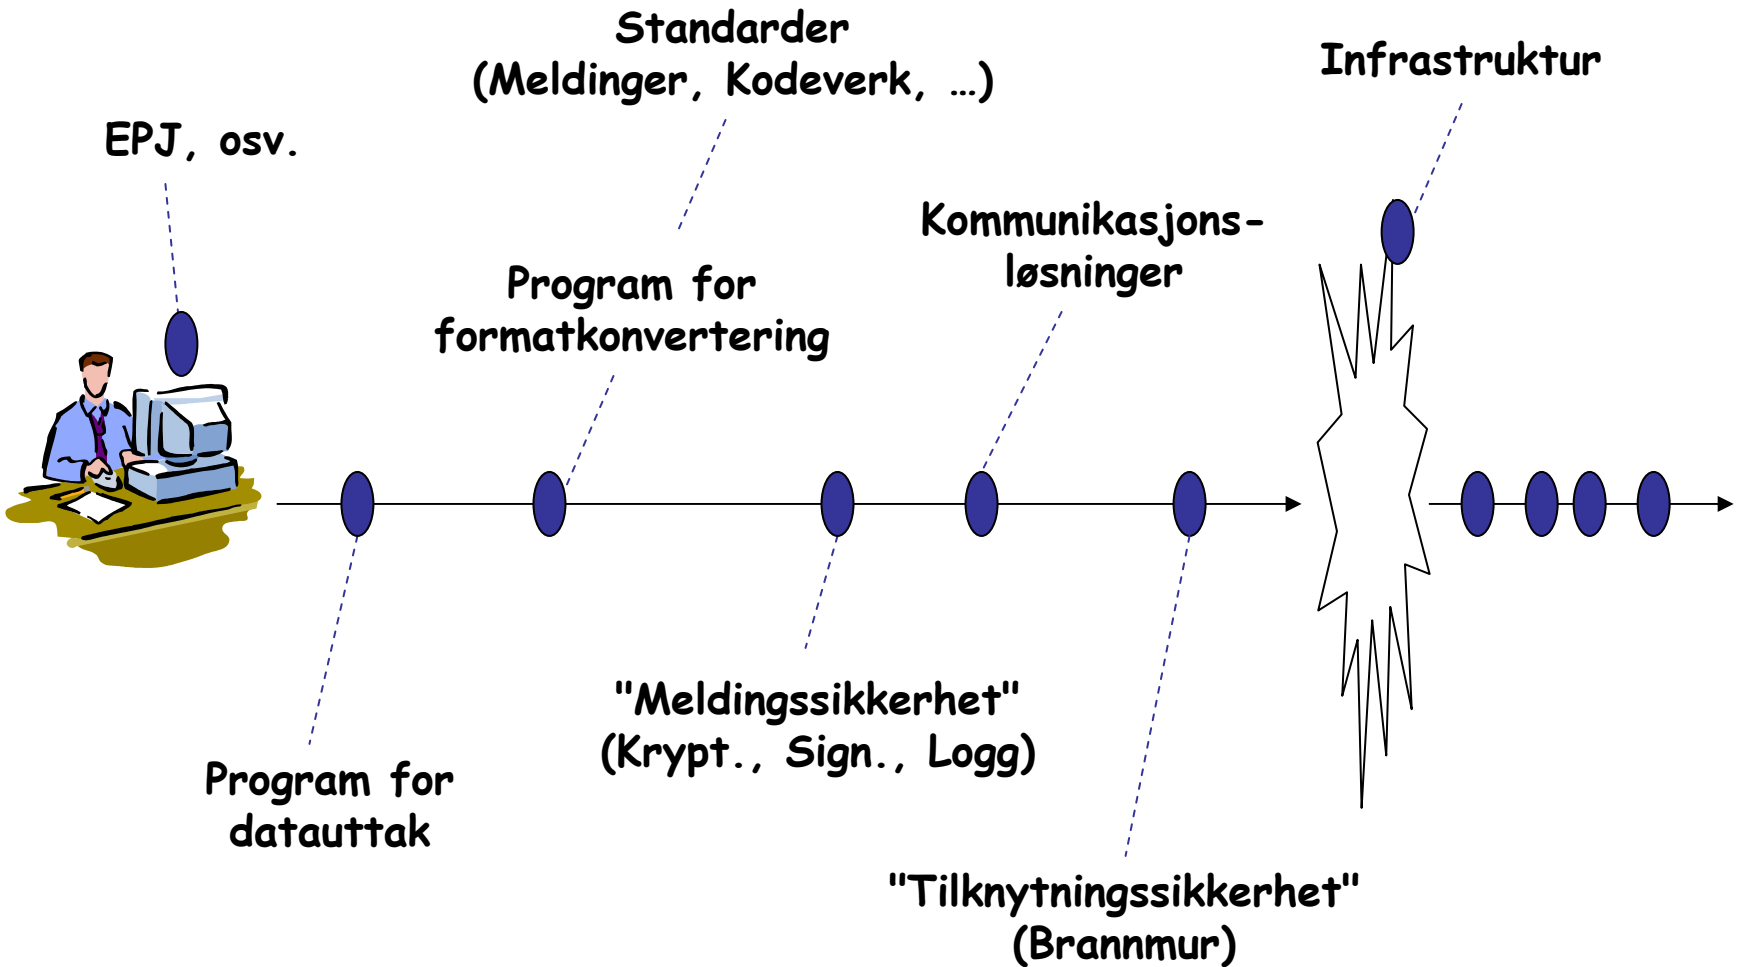 Standarder
(Meldinger, Kodeverk, …)
Infrastruktur
EPJ, osv.
Kommunikasjons-
løsninger
Program for
formatkonvertering
"Meldingssikkerhet"
(Krypt., Sign., Logg)
Program for
datauttak
"Tilknytningssikkerhet"
(Brannmur)